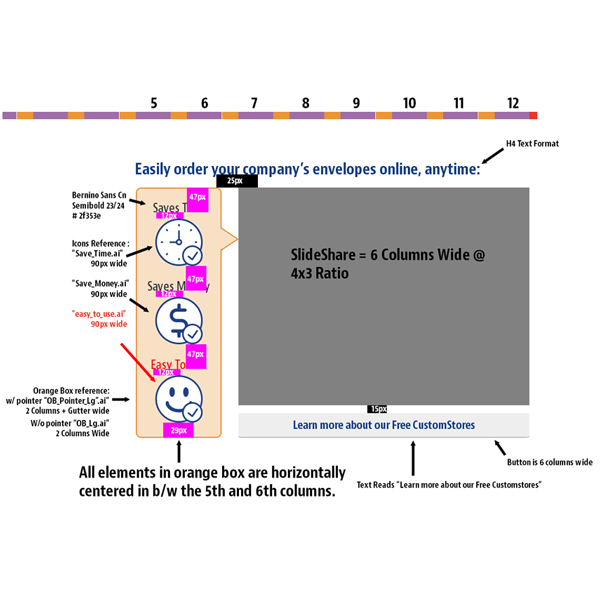 5 6 7 8 9 10 11 12
H4 Text Format
Easily order your company's envelopes online, anytime:
25px
Bernino Sans Cn
Semibold 23/24
# 2f353e
47px
Saves T
12px
Icons Reference :
"Save_Time.ai"
90px wide
SlideShare = 6 Columns Wide @
4x3 Ratio
47px
"Save_Money.ai"
90px wide
Saves M y
12px
$
"easy_to_use.ai"
90px wide
47px
Easy To
12px
Orange Box reference:
w/ pointer "OB_Pointer_Lg".ai"
2 Columns + Gutter wide
W/o pointer "OB_Lg.ai"
2 Columns Wide
15px
29px
Learn more about our Free CustomStores
Button is 6 columns wide
All elements in orange box are horizontally
centered in b/w the 5th and 6th columns.
Text Reads "Learn more about our Free Customstores"